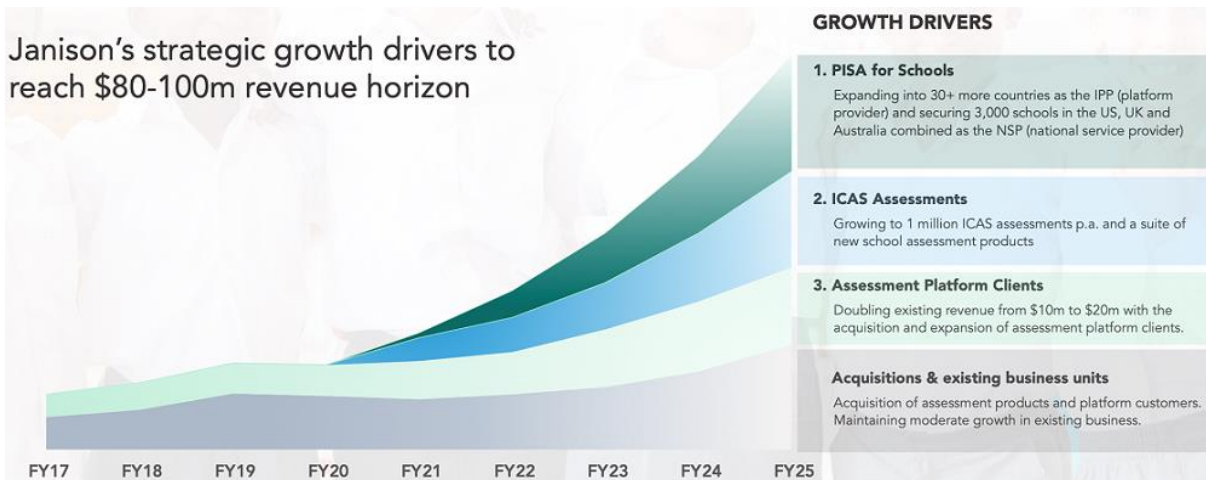 Janison’s strategic growth drivers to
reach $80-100m revenue horizon
GROWTH DRIVERS
1. PISA for Schools
Expanding into 30+ more countries as the IPP (platform
provider) and securing 3,000 schools in the US, UK and
Australia combined as the NSP (national service provider)
2. ICAS Assessments
Growing to 1 million ICAS assessments p.a. and a suite of
new school assessment products
3. Assessment Platform Clients
Doubling existing revenue from $10m to $20m with the
acquisition and expansion of assessment platform clients.
Acquisitions & existing business units
Acquisition of assessment products and platform customers.
Maintaining moderate growth in existing business.
FY17 FY18 FY19 FY20 FY21 FY22 FY23 FY24 FY25